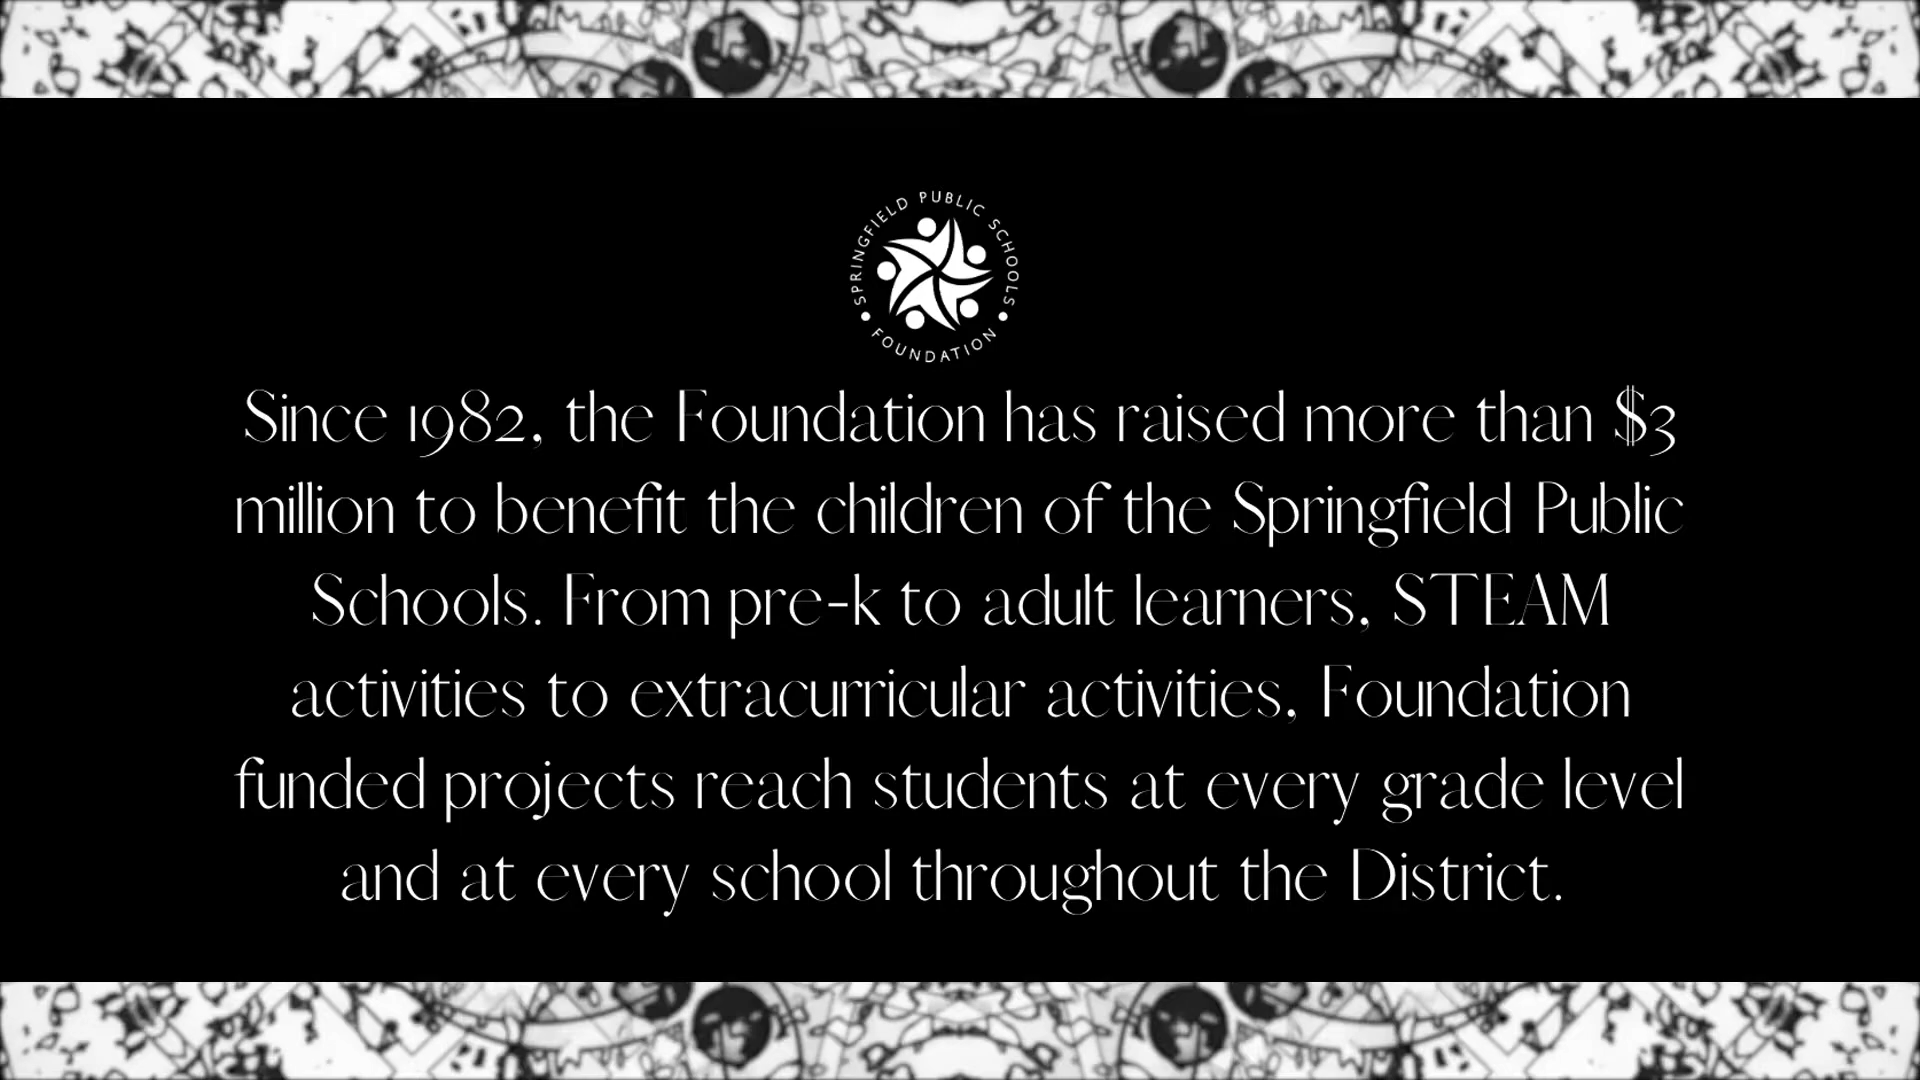 SPRINGFIELD PUBLIC SCHOOLS
FOUNDATION
Since 1982, the Foundation has raised more than $3
million to benefit the children of the Springfield Public
Schools. From pre-k to adult learners, STEAM
activities to extracurricular activities, Foundation
funded projects reach students at every grade level
and at every school throughout the District.